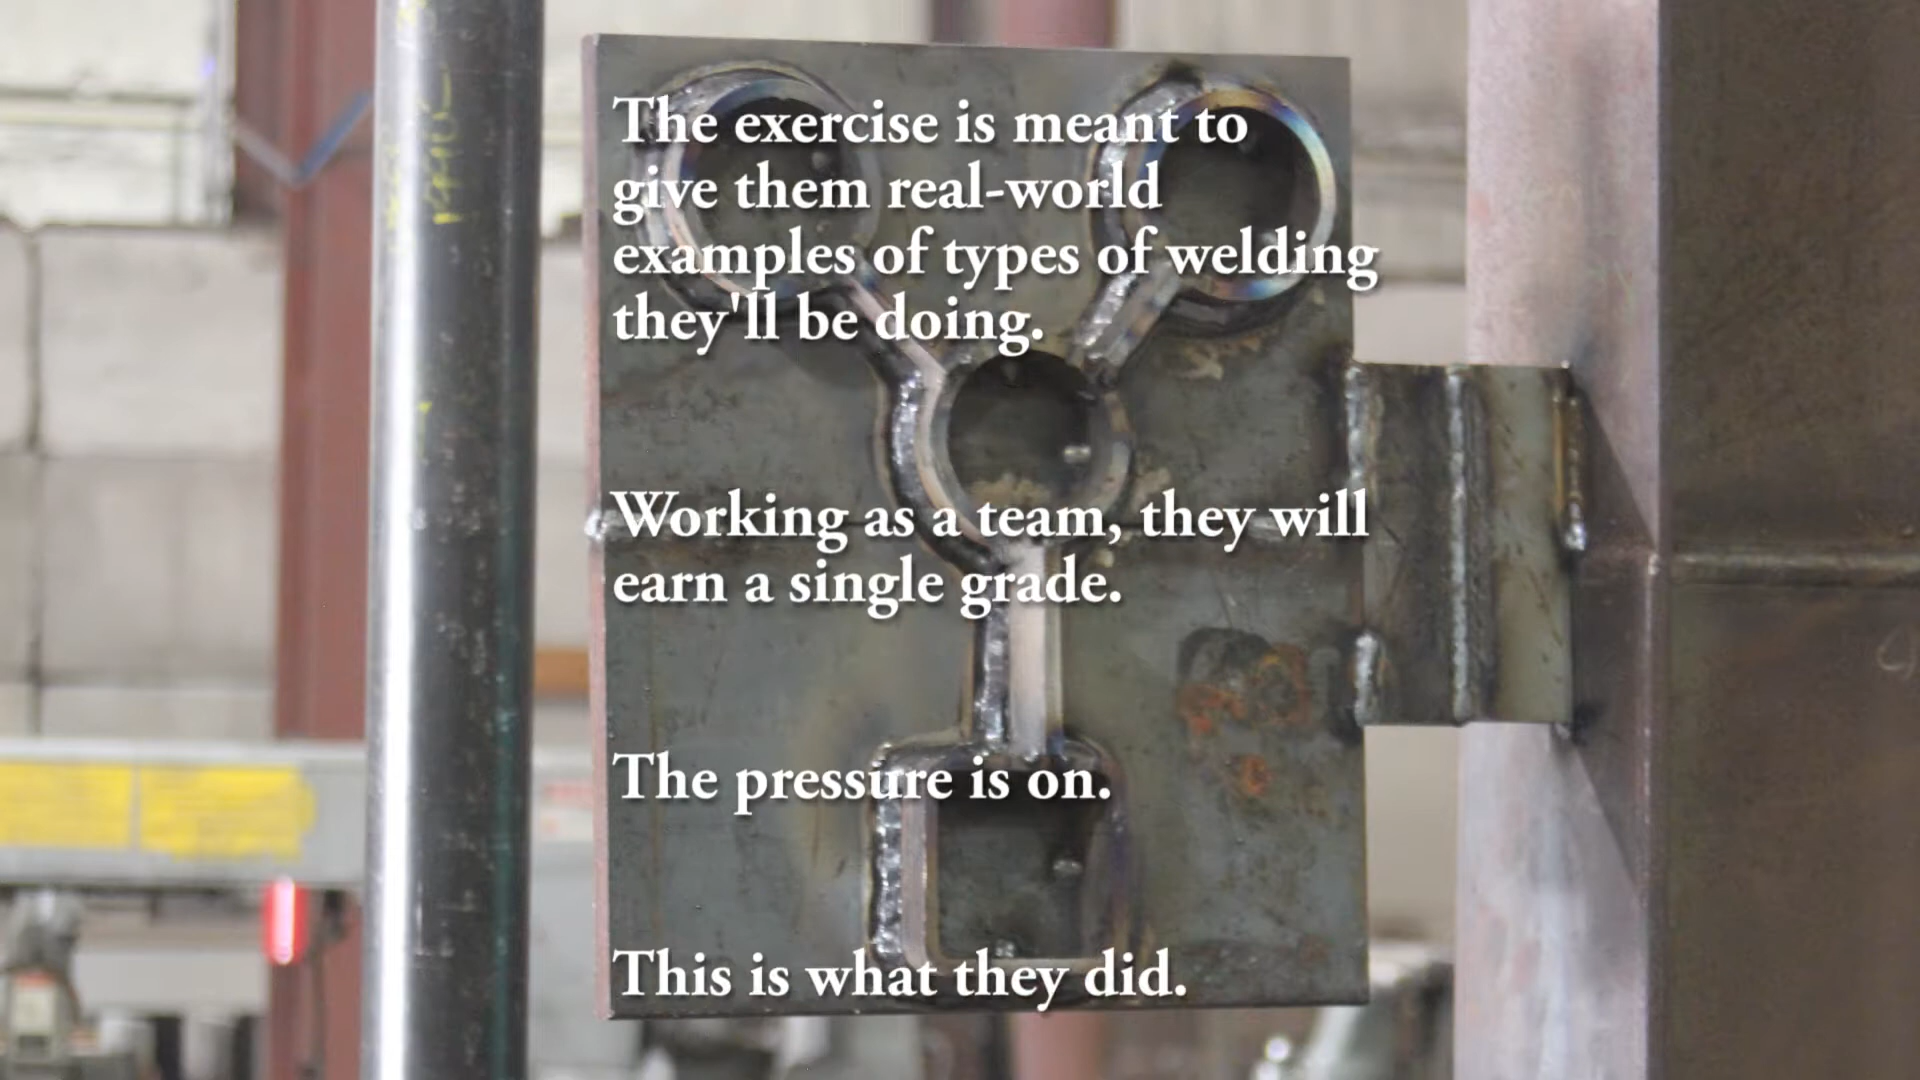 The exercise is meant to
give them real-world
examples of types of welding
they'll be doing.
Working as a team, they will
earn a single grade.
The pressure is on.
This is what they did.